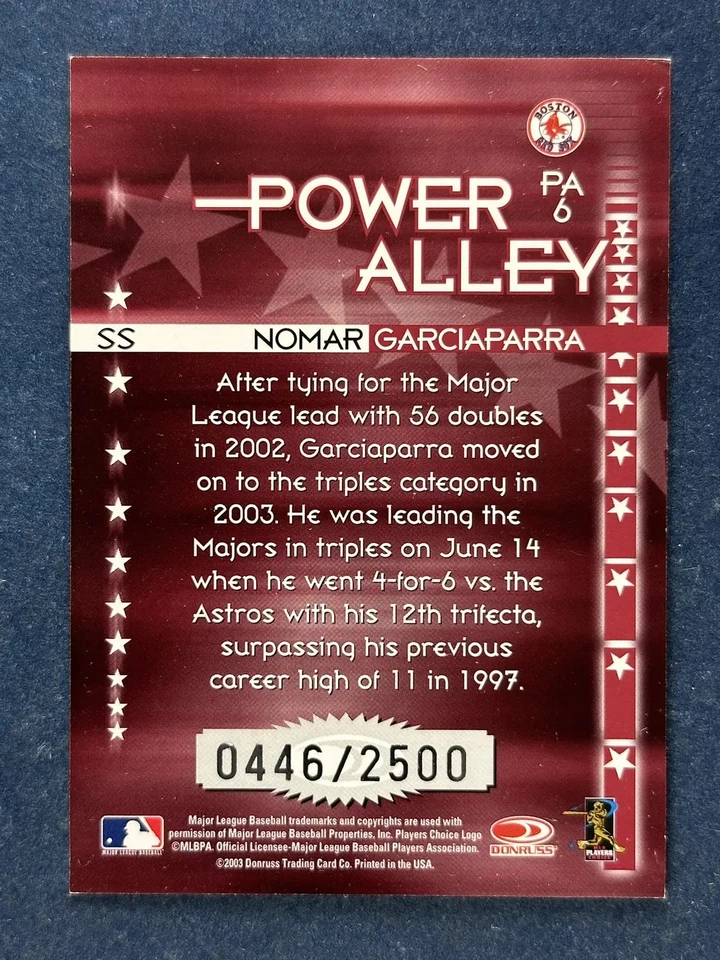 BOSTON
RED SOX
PA
6
POWER
ALLEY
SS NOMAR GARCIAPARRA
After tying for the Major
League lead with 56 doubles
in 2002, Garciaparra moved
on to the triples category in
2003. He was leading the
Majors in triples on June 14
when he went 4-for-6 vs. the
Astros with his 12th trifecta,
surpassing his previous
career high of 11 in 1997.
0446/2500
Major League Baseball trademarks and copyrights are used with
permission of Major League Baseball Properties, Inc. Players Choice Logo
©MLBPA. Official Licensee-Major League Baseball Players Association.
©2003 Donruss Trading Card Co. Printed in the USA.
MAJOR LEAGUE BASEBALL
DONRUSS
PLAYERS
CHOICE